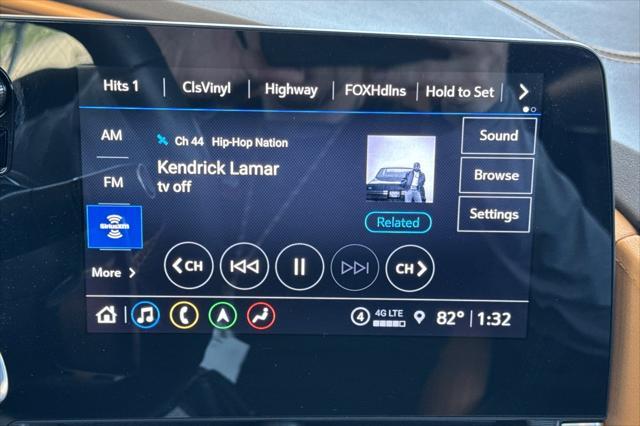 Hits 1 ClsVinyl Highway FOXHdlns Hold to Set
AM
FM
SiriusXM
More
Ch 44 Hip-Hop Nation
Kendrick Lamar
tv off
Related
Sound
Browse
Settings
CH CH
4 4G LTE 82° 1:32